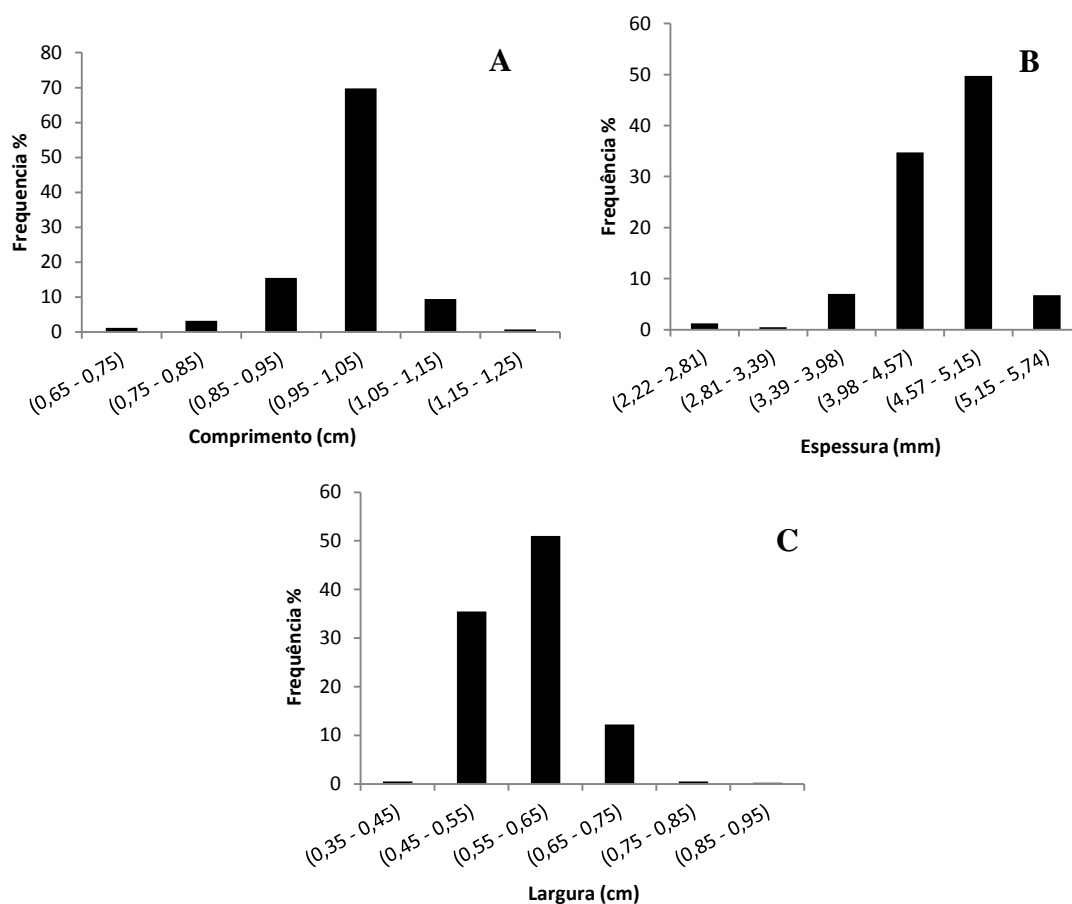 A
Frequencia %
80
70
60
50
40
30
20
10
0
(0,65 - 0,75)
(0,75 - 0,85)
(0,85 - 0,95)
(0,95 - 1,05)
(1,05 - 1,15)
(1,15 - 1,25)
Comprimento (cm)
B
Frequência %
60
50
40
30
20
10
0
(2,22 - 2,81)
(2,81 - 3,39)
(3,39 - 3,98)
(3,98 - 4,57)
(4,57 - 5,15)
(5,15 - 5,74)
Espessura (mm)
C
Frequência %
60
50
40
30
20
10
0
(0,35 - 0,45)
(0,45 - 0,55)
(0,55 - 0,65)
(0,65 - 0,75)
(0,75 - 0,85)
(0,85 - 0,95)
Largura (cm)